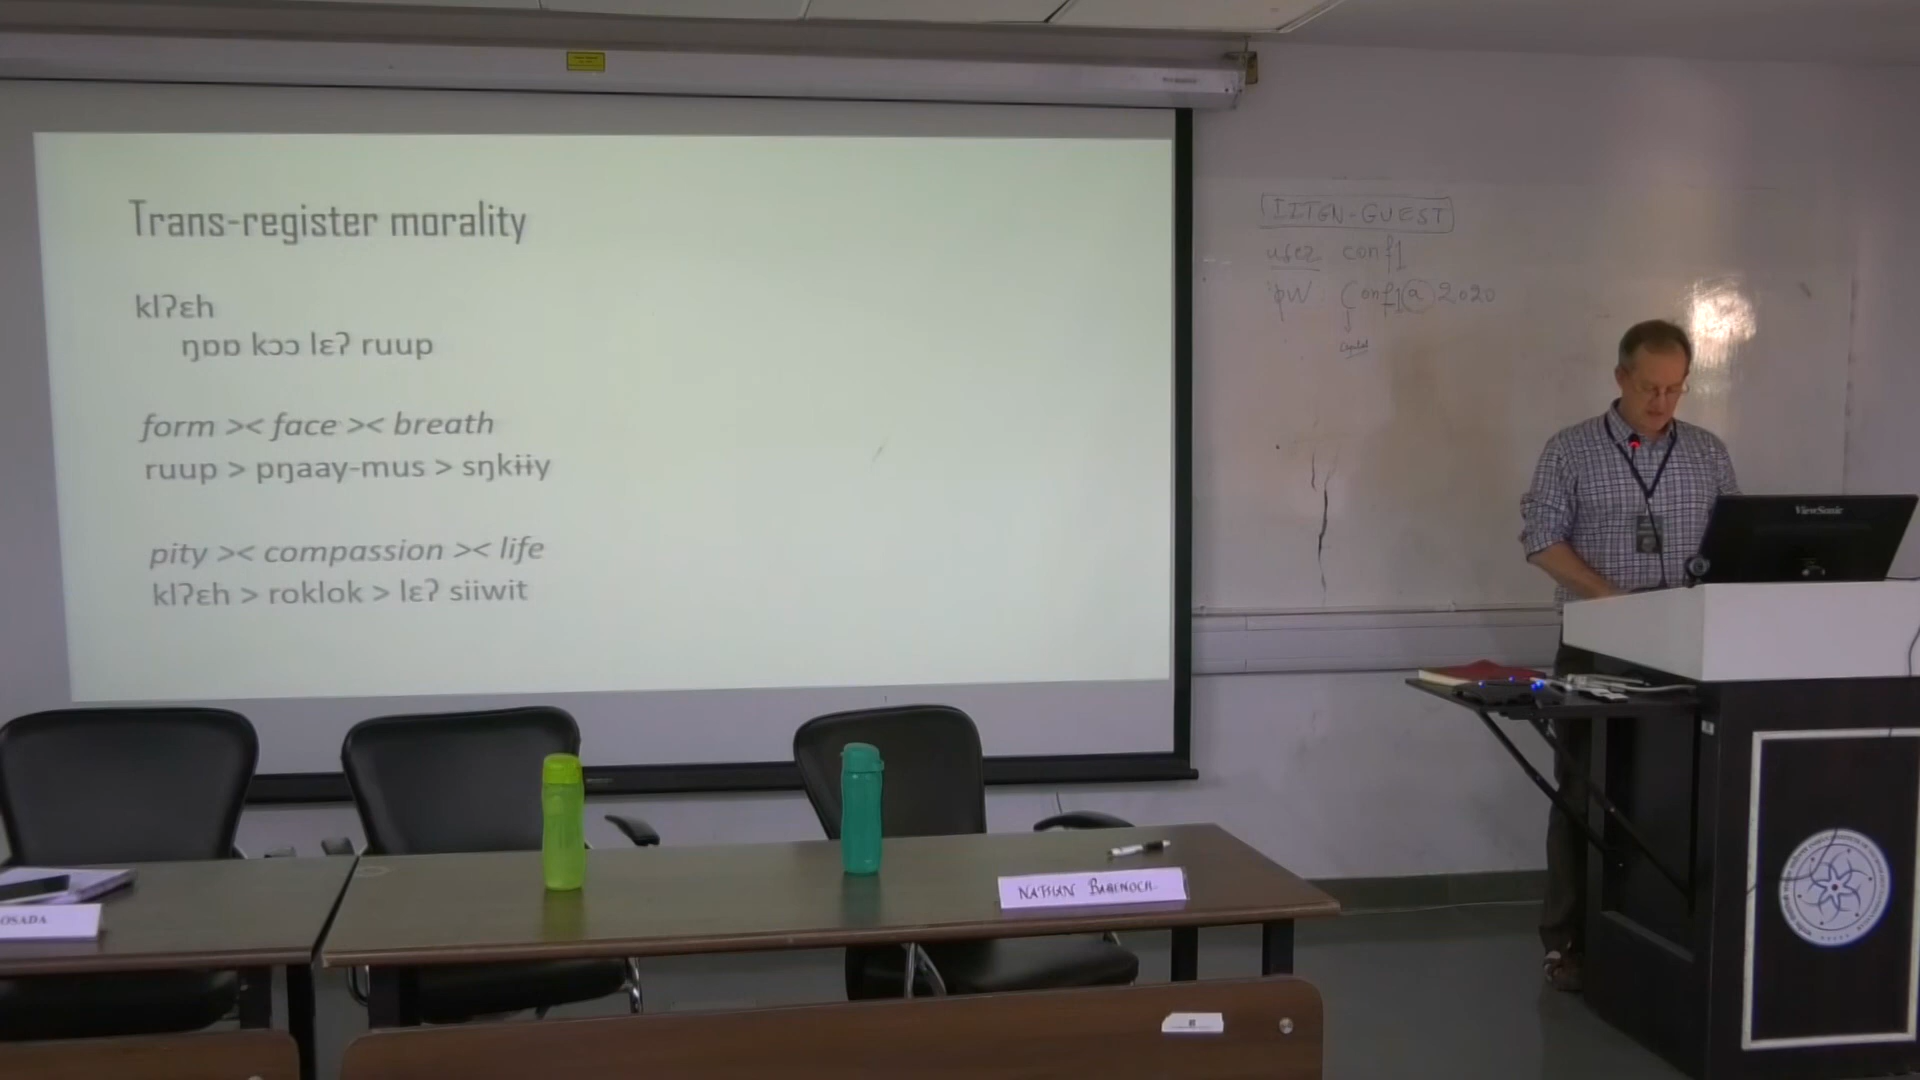 Trans-register morality
klʔɛh
ŋɒɒ kɔɔ lɛʔ ruup
form >< face >< breath
ruup > pŋaay-mus > sŋkɨɨy
pity >< compassion >< life
klʔɛh > roklok > lɛʔ siiwit
IITGN-GUEST
user conf1
pw: Conf1@2020
Capital
ViewSonic
OSADA
NATHAN BADENOCH